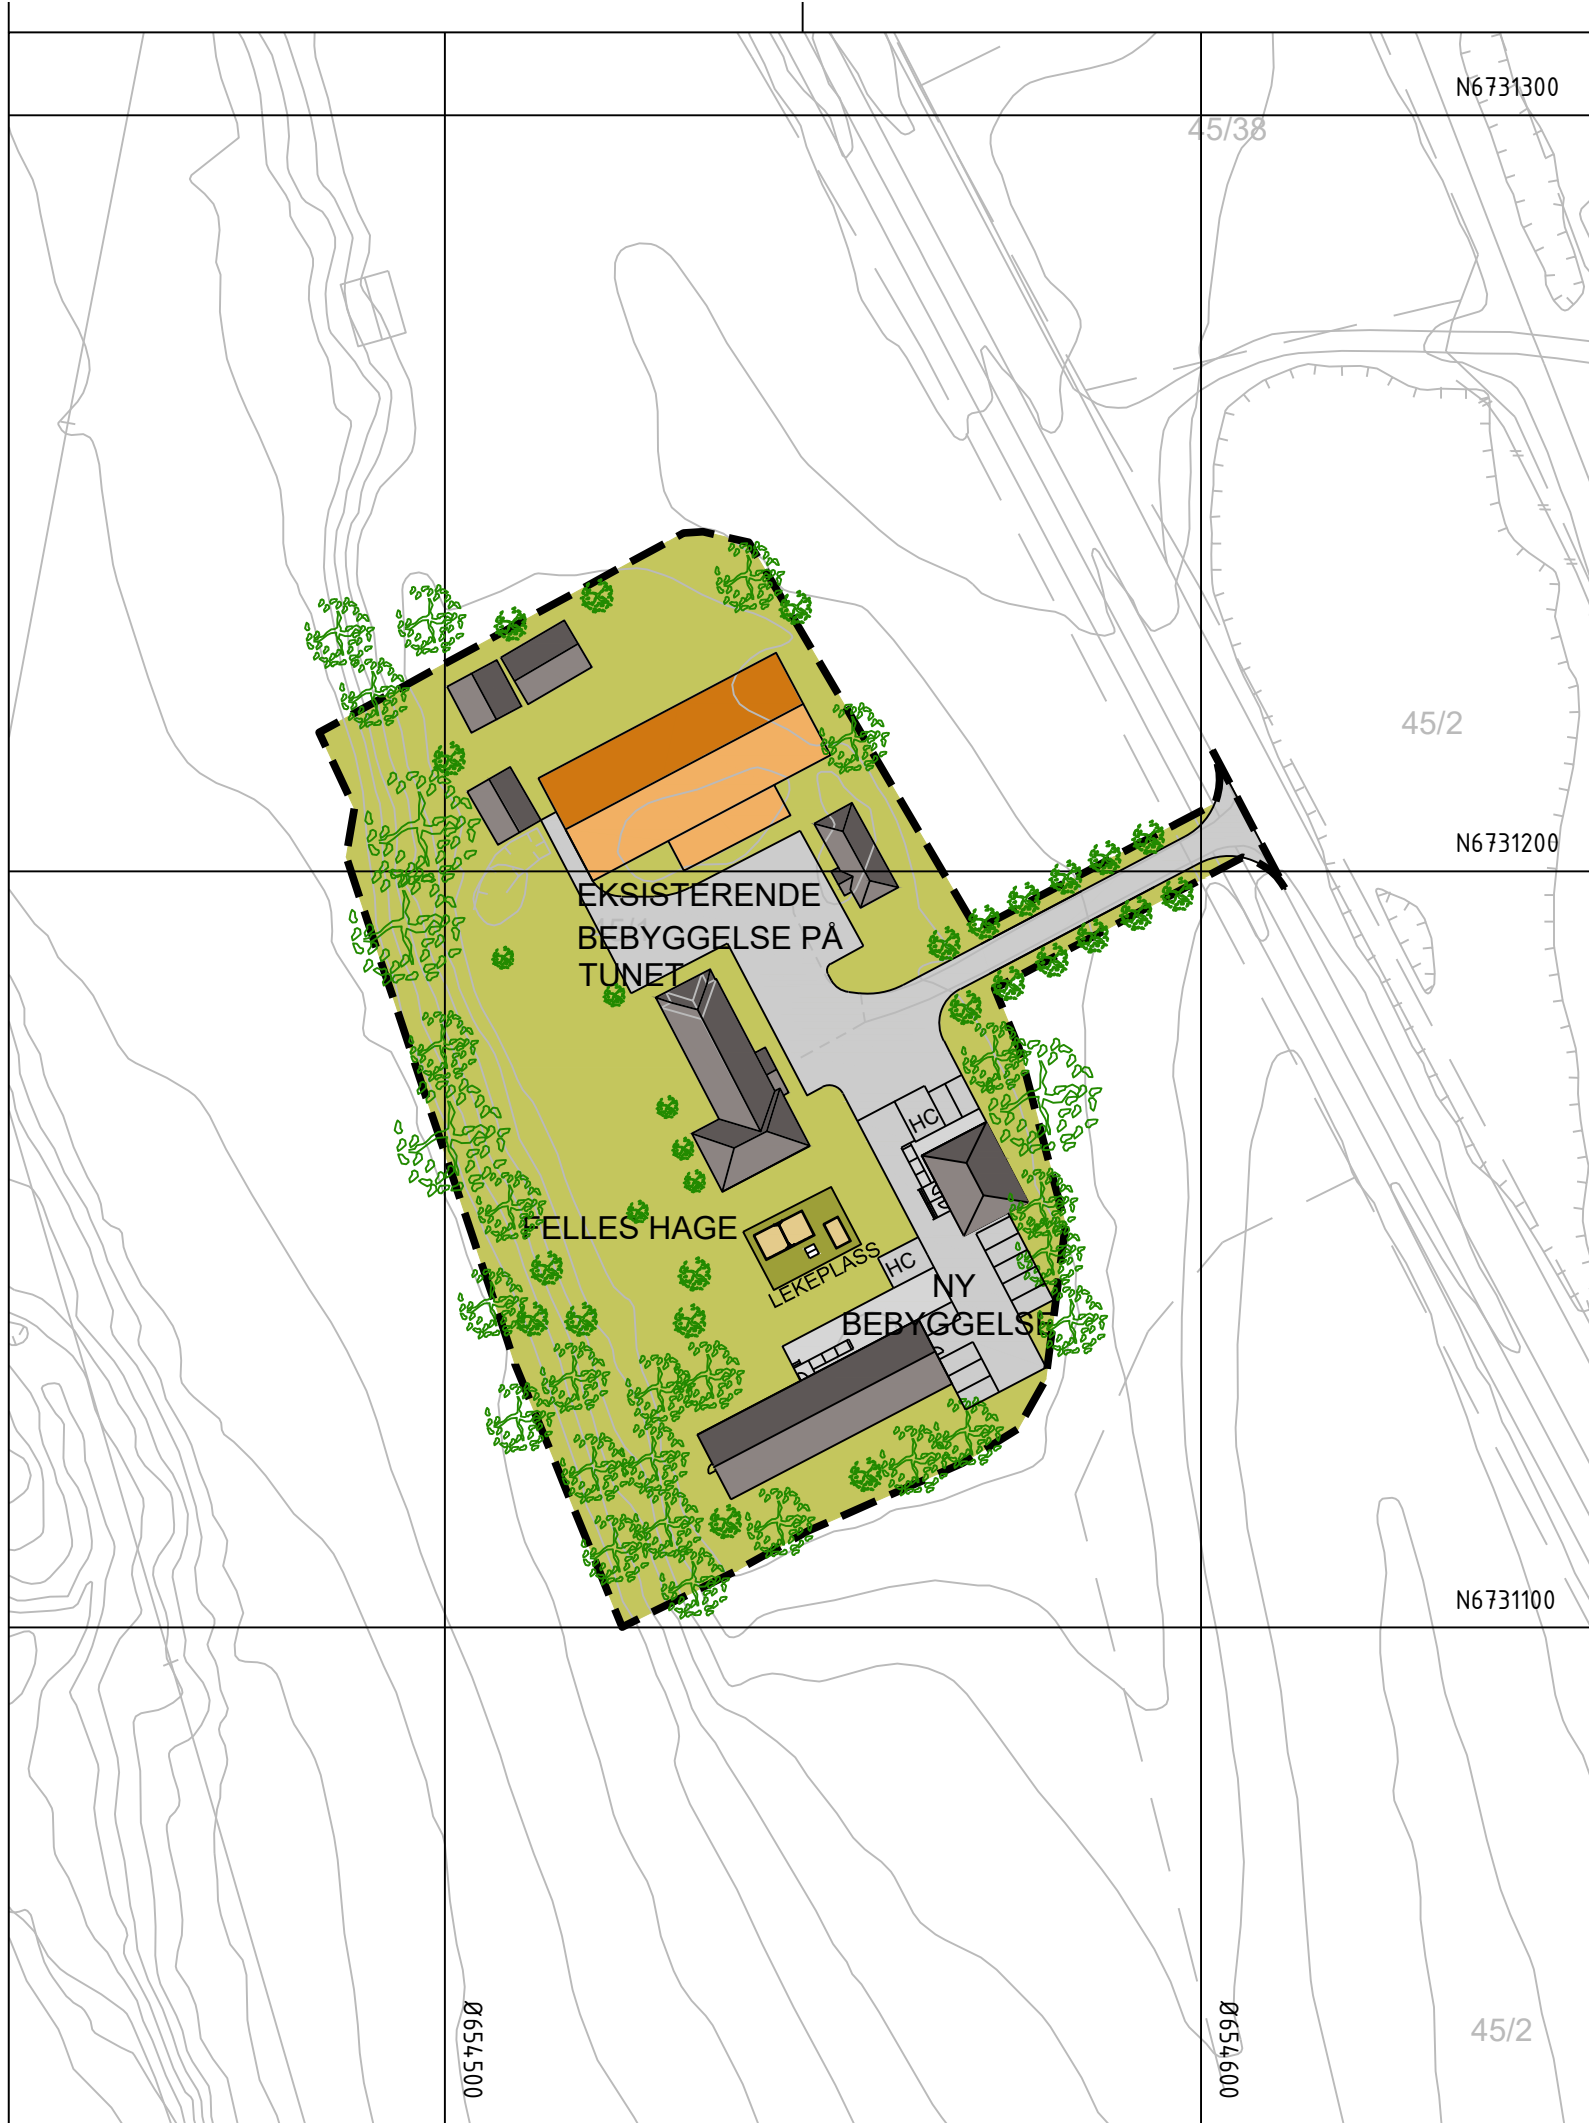 N6731300
45/38
45/2
N6731200
EKSISTERENDE
BEBYGGELSE PÅ
TUNET
HC
FELLES HAGE
LEKEPLASS
HC
NY
BEBYGGELSE
N6731100
Ø654500
Ø654600
45/2